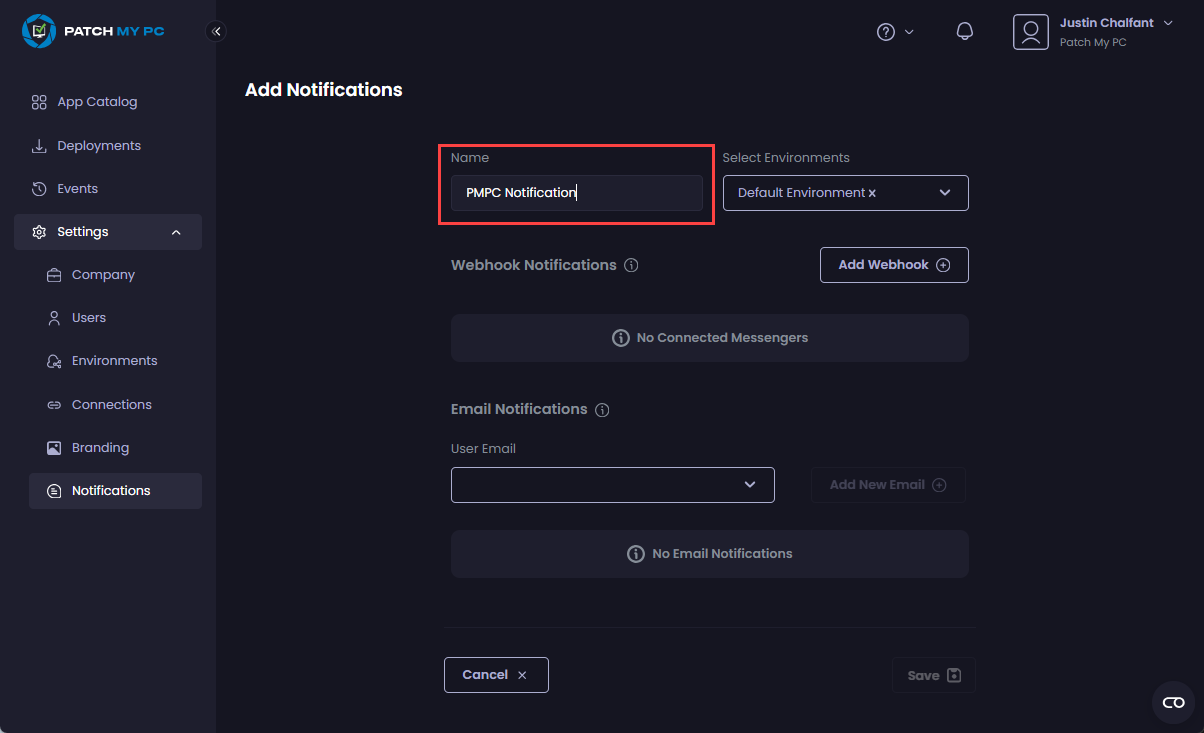 PATCH MY PC
Justin Chalfant
Patch My PC
App Catalog
Deployments
Events
Settings
Company
Users
Environments
Connections
Branding
Notifications
Add Notifications
Name
Select Environments
PMPC Notification
Default Environment ×
Webhook Notifications
Add Webhook
No Connected Messengers
Email Notifications
User Email
Add New Email
No Email Notifications
Cancel ×
Save